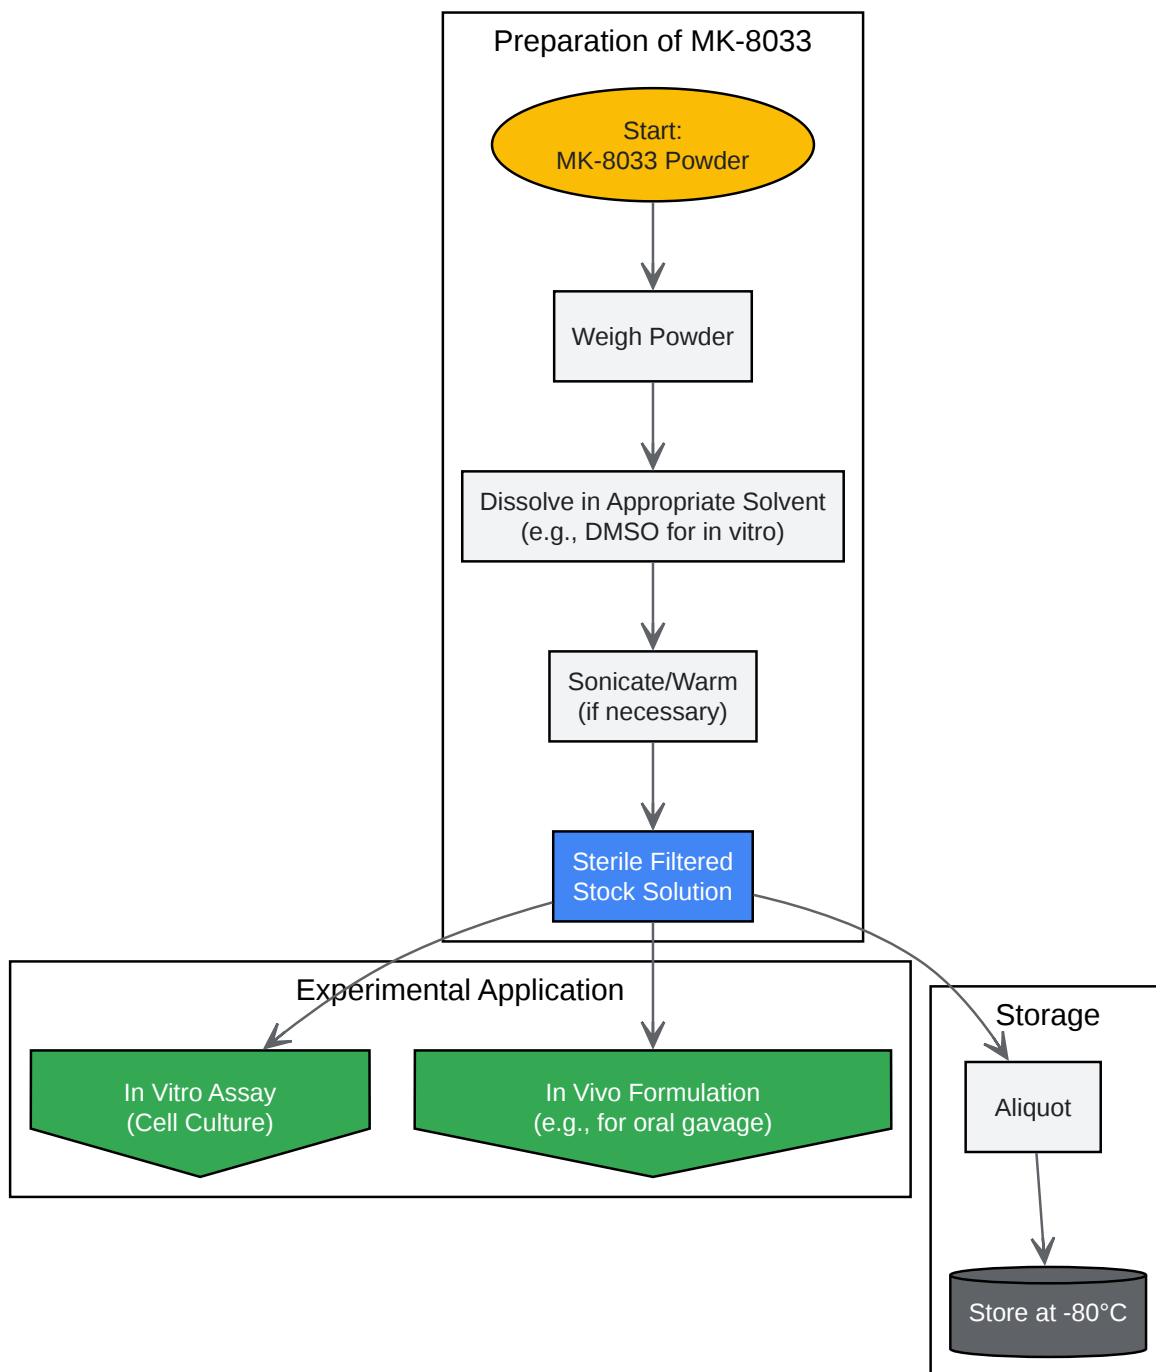 Preparation of MK-8033
Start:
MK-8033 Powder
Weigh Powder
Dissolve in Appropriate Solvent
(e.g., DMSO for in vitro)
Sonicate/Warm
(if necessary)
Sterile Filtered
Stock Solution
Experimental Application
In Vitro Assay
(Cell Culture)
In Vivo Formulation
(e.g., for oral gavage)
Storage
Aliquot
Store at -80°C